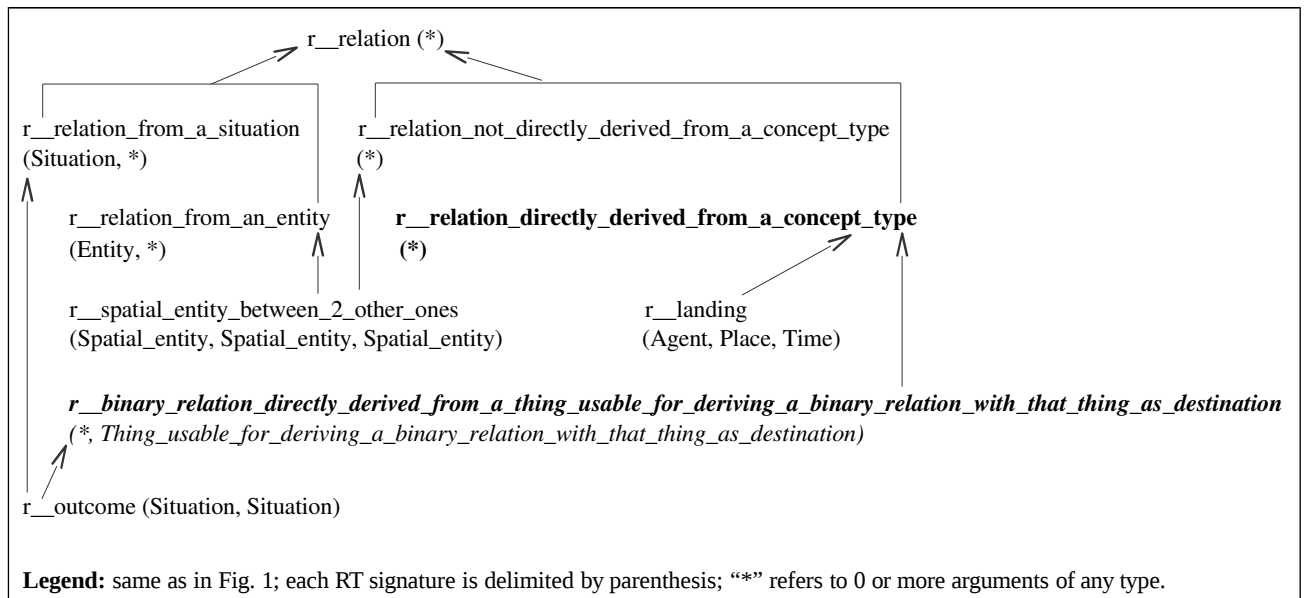 r__relation (*)
r__relation_from_a_situation
(Situation, *)
r__relation_not_directly_derived_from_a_concept_type
(*)
r__relation_from_an_entity
(Entity, *)
r__relation_directly_derived_from_a_concept_type
(*)
r__spatial_entity_between_2_other_ones
(Spatial_entity, Spatial_entity, Spatial_entity)
r__landing
(Agent, Place, Time)
r__binary_relation_directly_derived_from_a_thing_usable_for_deriving_a_binary_relation_with_that_thing_as_destination
(*, Thing_usable_for_deriving_a_binary_relation_with_that_thing_as_destination)
r__outcome (Situation, Situation)
Legend: same as in Fig. 1; each RT signature is delimited by parenthesis; “*” refers to 0 or more arguments of any type.